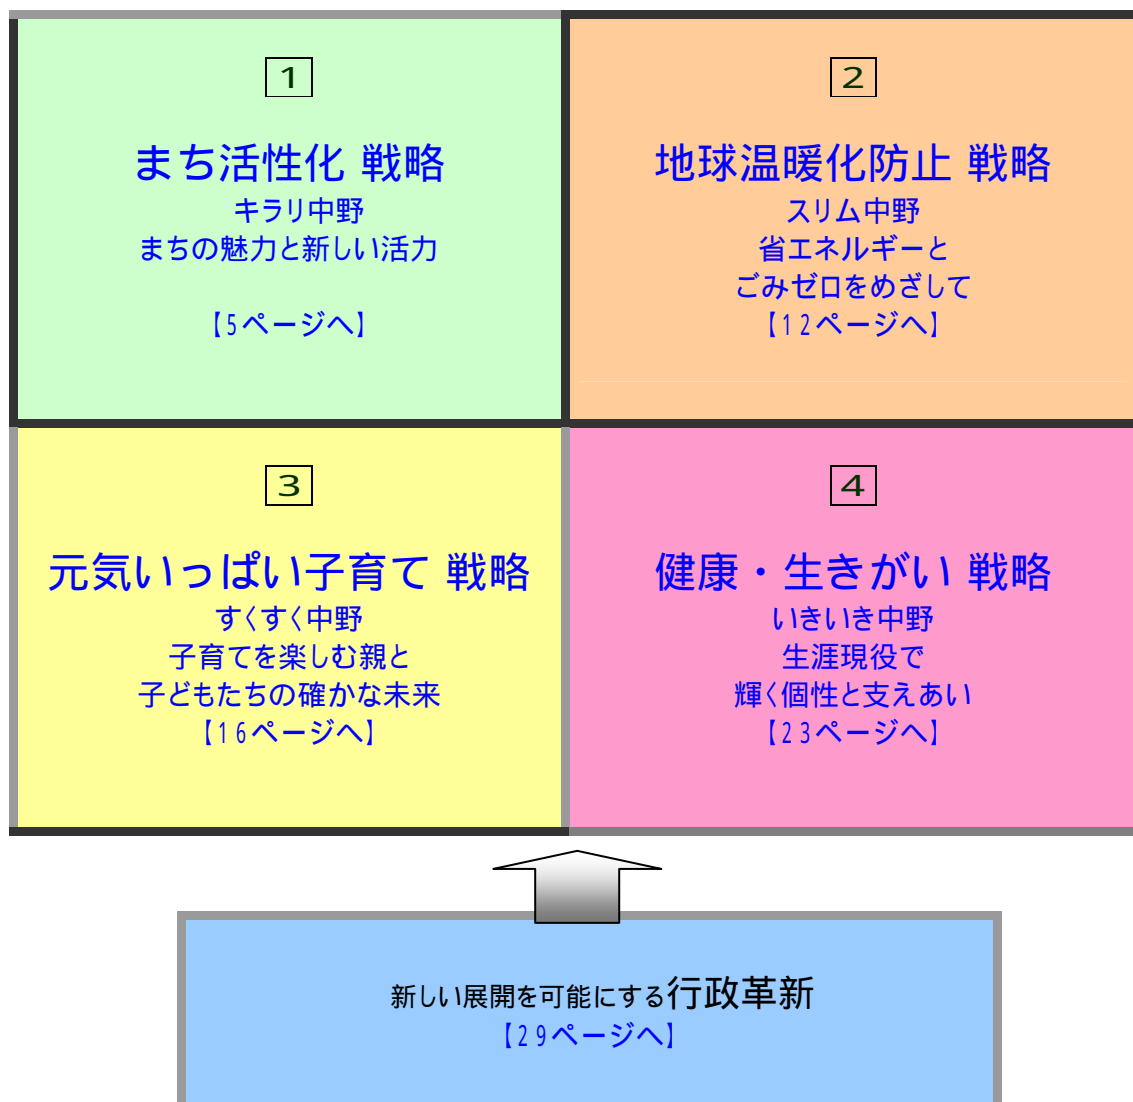 1
まち活性化 戦略
キラリ中野
まちの魅力と新しい活力
【5ページへ】
2
地球温暖化防止 戦略
スリム中野
省エネルギーと
ごみゼロをめざして
【12ページへ】
3
元気いっぱい子育て 戦略
すくすく中野
子育てを楽しむ親と
子どもたちの確かな未来
【16ページへ】
4
健康・生きがい 戦略
いきいき中野
生涯現役で
輝く個性と支えあい
【23ページへ】
新しい展開を可能にする行政革新
【29ページへ】